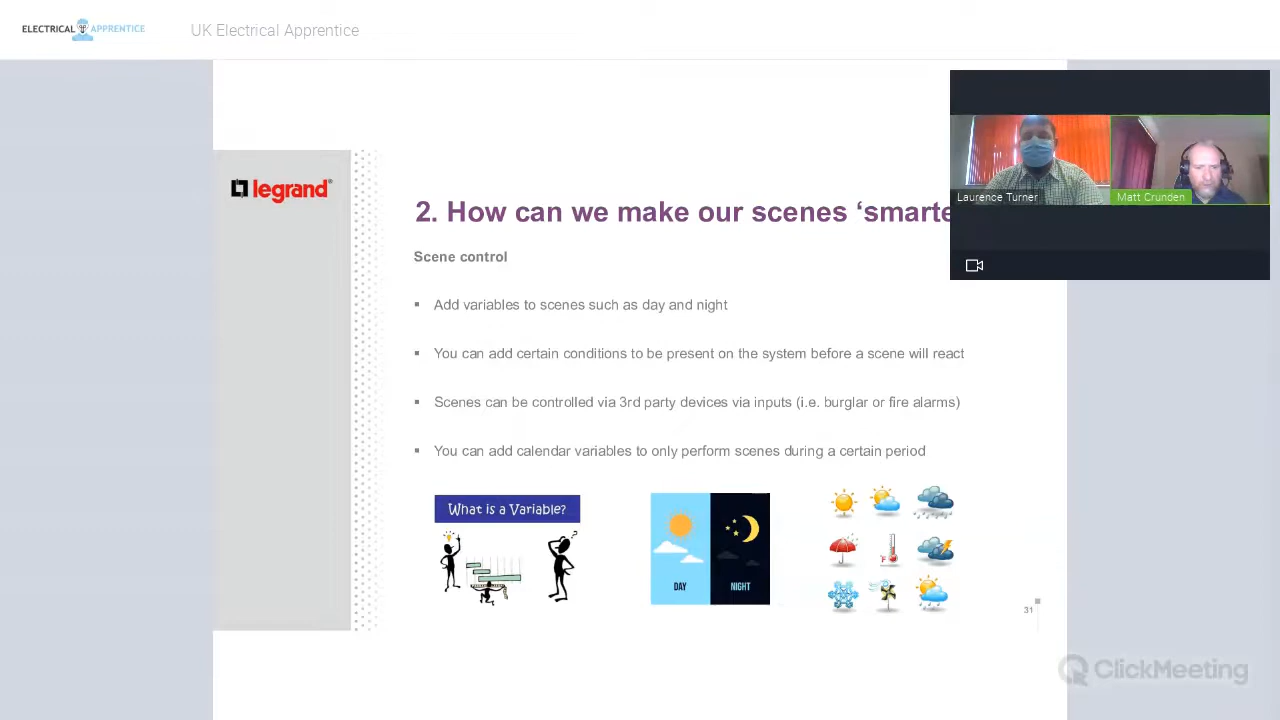 ELECTRICAL APPRENTICE
UK Electrical Apprentice
legrand®
2. How can we make our scenes ‘smarte
Laurence Turner
Matt Crunden
Scene control
▪ Add variables to scenes such as day and night
▪ You can add certain conditions to be present on the system before a scene will react
▪ Scenes can be controlled via 3rd party devices via inputs (i.e. burglar or fire alarms)
▪ You can add calendar variables to only perform scenes during a certain period
What is a Variable?
DAY
NIGHT
31
ClickMeeting